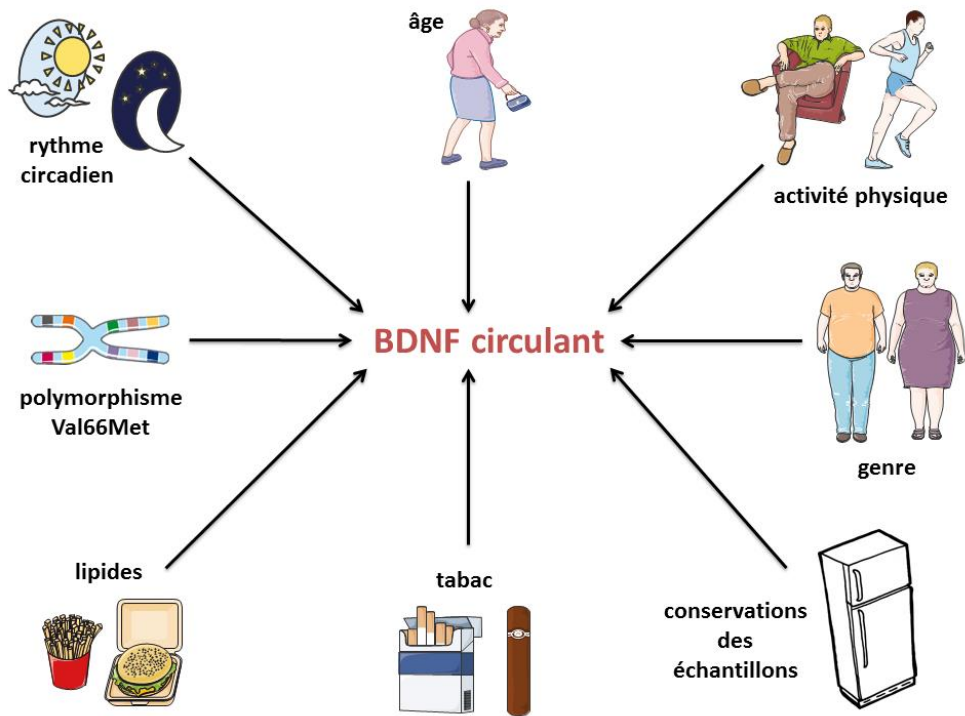 âge
rythme
circadien
activité physique
BDNF circulant
polymorphisme
Val66Met
genre
lipides
tabac
conservations
des
échantillons